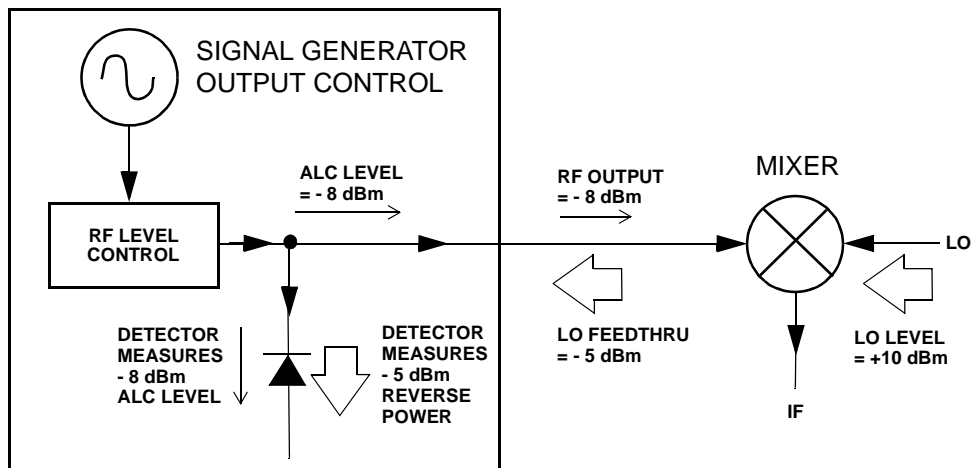 SIGNAL GENERATOR
OUTPUT CONTROL
RF LEVEL
CONTROL
ALC LEVEL
= - 8 dBm
RF OUTPUT
= - 8 dBm
MIXER
LO
DETECTOR
MEASURES
- 8 dBm
ALC LEVEL
DETECTOR
MEASURES
- 5 dBm
REVERSE
POWER
LO FEEDTHRU
= - 5 dBm
LO LEVEL
= +10 dBm
IF